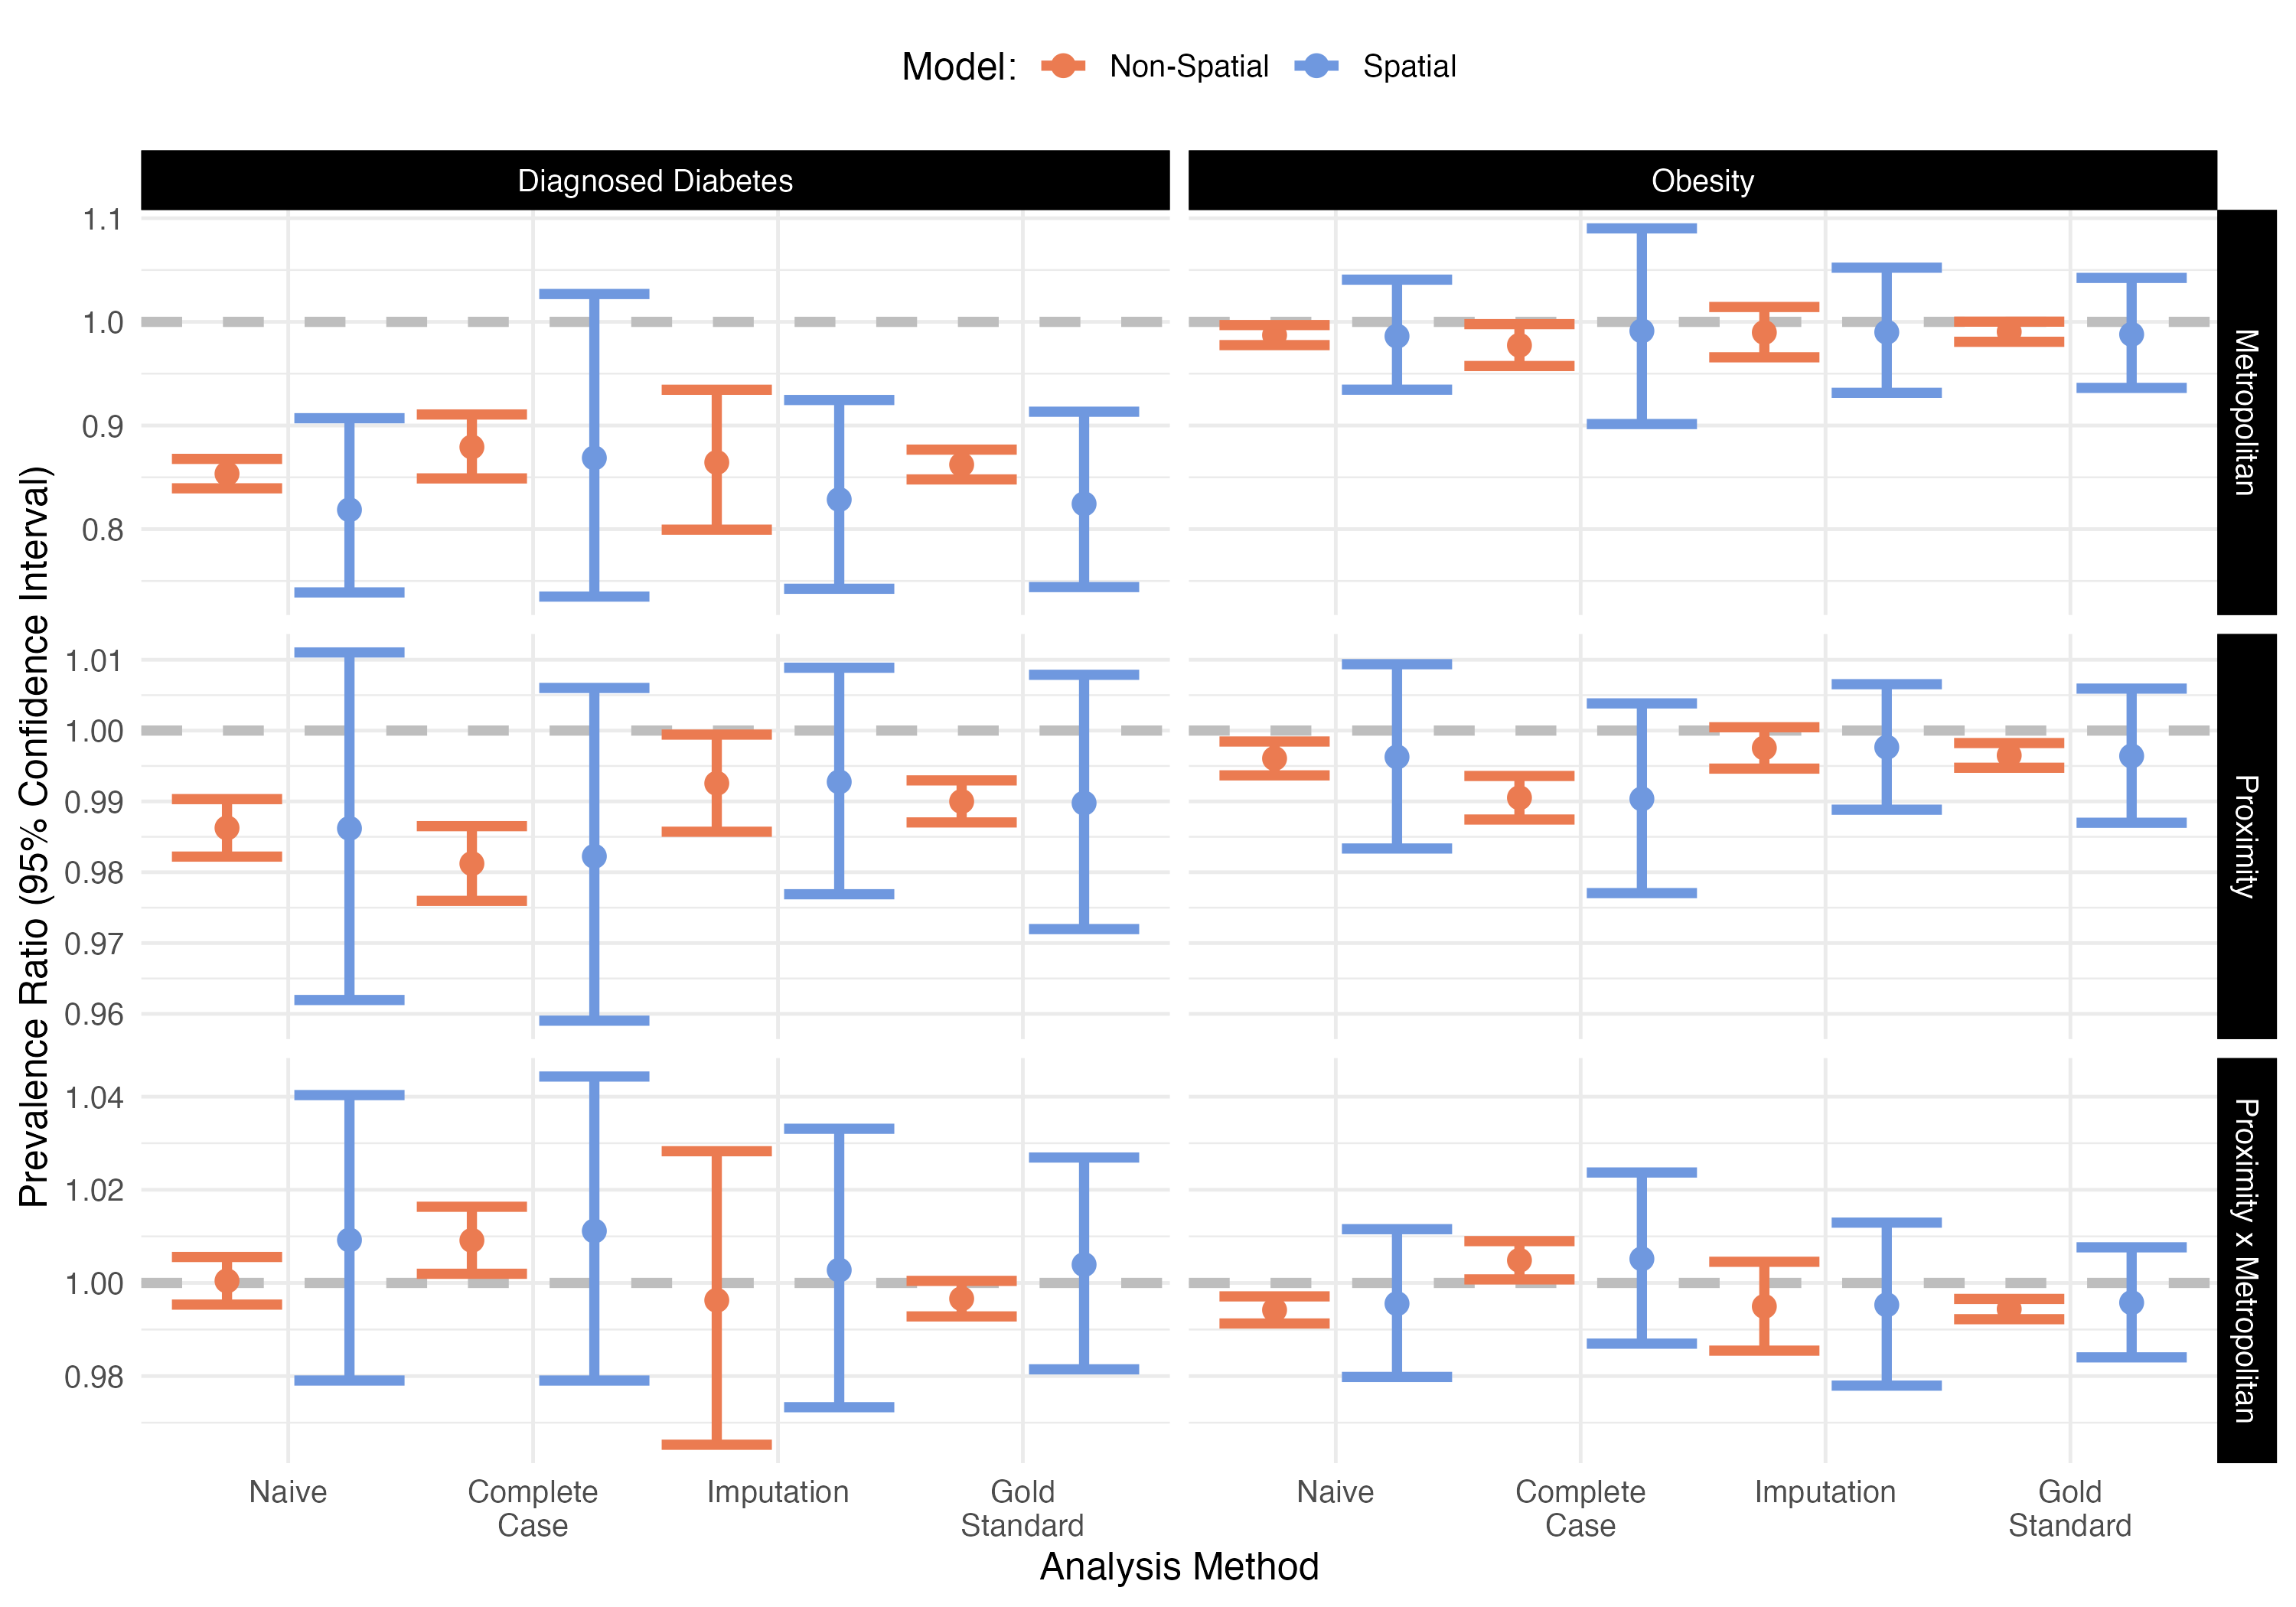 Model: Non-Spatial Spatial
Diagnosed Diabetes
Obesity
Prevalence Ratio (95% Confidence Interval)
1.1
1.0
0.9
0.8
Metropolitan
1.01
1.00
0.99
0.98
0.97
0.96
Proximity
1.04
1.02
1.00
0.98
Proximity x Metropolitan
Naive
Complete
Case
Imputation
Gold
Standard
Naive
Complete
Case
Imputation
Gold
Standard
Analysis Method